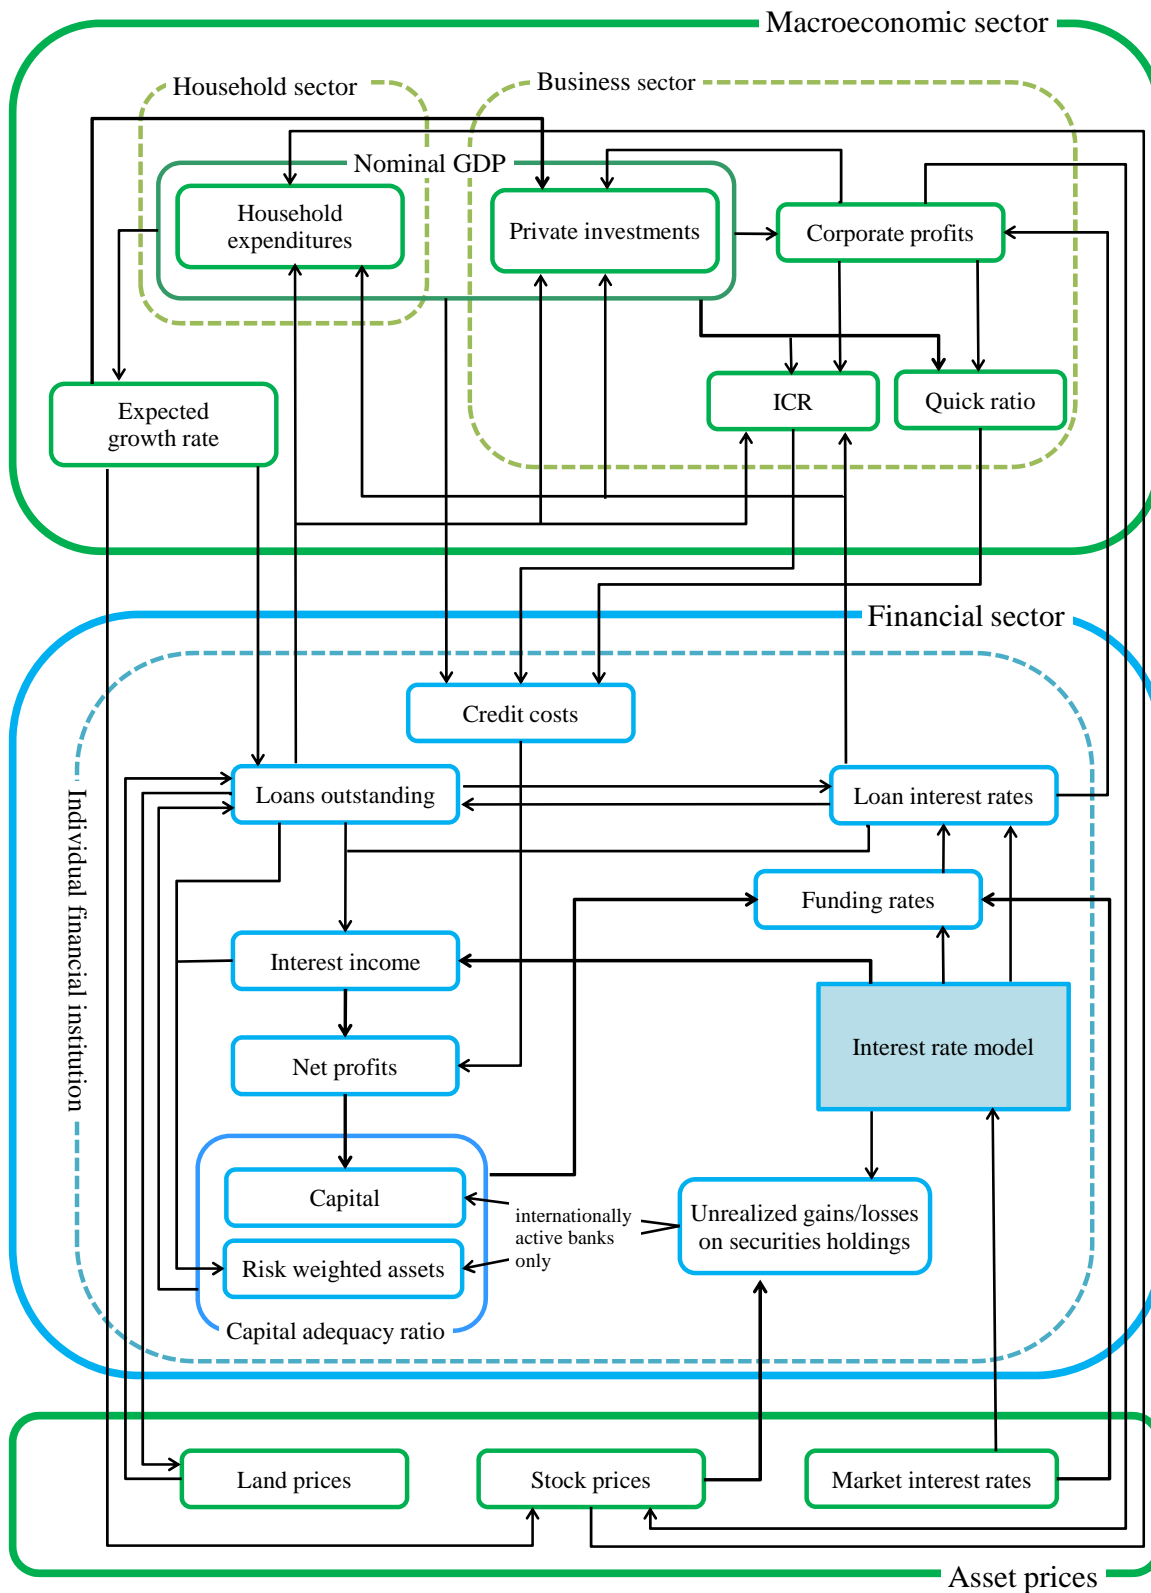 Macroeconomic sector
Household sector
Business sector
Nominal GDP
Household
expenditures
Private investments
Corporate profits
Expected
growth rate
ICR
Quick ratio
Financial sector
Individual financial institution
Credit costs
Loans outstanding
Loan interest rates
Funding rates
Interest income
Interest rate model
Net profits
Capital
internationally
active banks
only
Unrealized gains/losses
on securities holdings
Risk weighted assets
Capital adequacy ratio
Land prices
Stock prices
Market interest rates
Asset prices